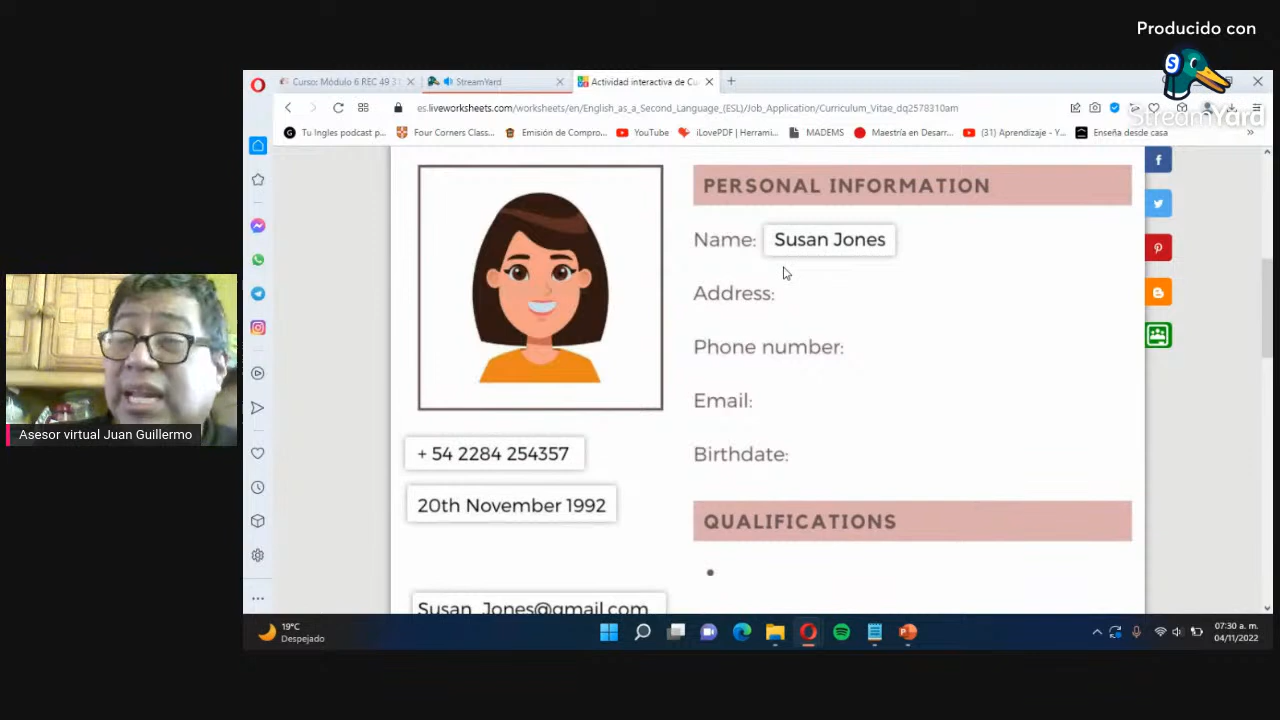 Producido con
StreamYard
Curso: Módulo 6 REC 49 31
StreamYard
Actividad interactiva de Cu
es.liveworksheets.com/worksheets/en/English_as_a_Second_Language_(ESL)/Job_Application/Curriculum_Vitae_dq2578310am
Tu Ingles podcast p...
Four Corners Class...
Emisión de Compro...
YouTube
iLovePDF | Herrami...
MADEMS
Maestría en Desarr...
(31) Aprendizaje - Y...
Enseña desde casa
PERSONAL INFORMATION
Name: Susan Jones
Address:
Phone number:
Email:
Birthdate:
+ 54 2284 254357
20th November 1992
QUALIFICATIONS
Susan_Jones@gmail.com
Asesor virtual Juan Guillermo
19°C
Despejado
07:30 a. m.
04/11/2022